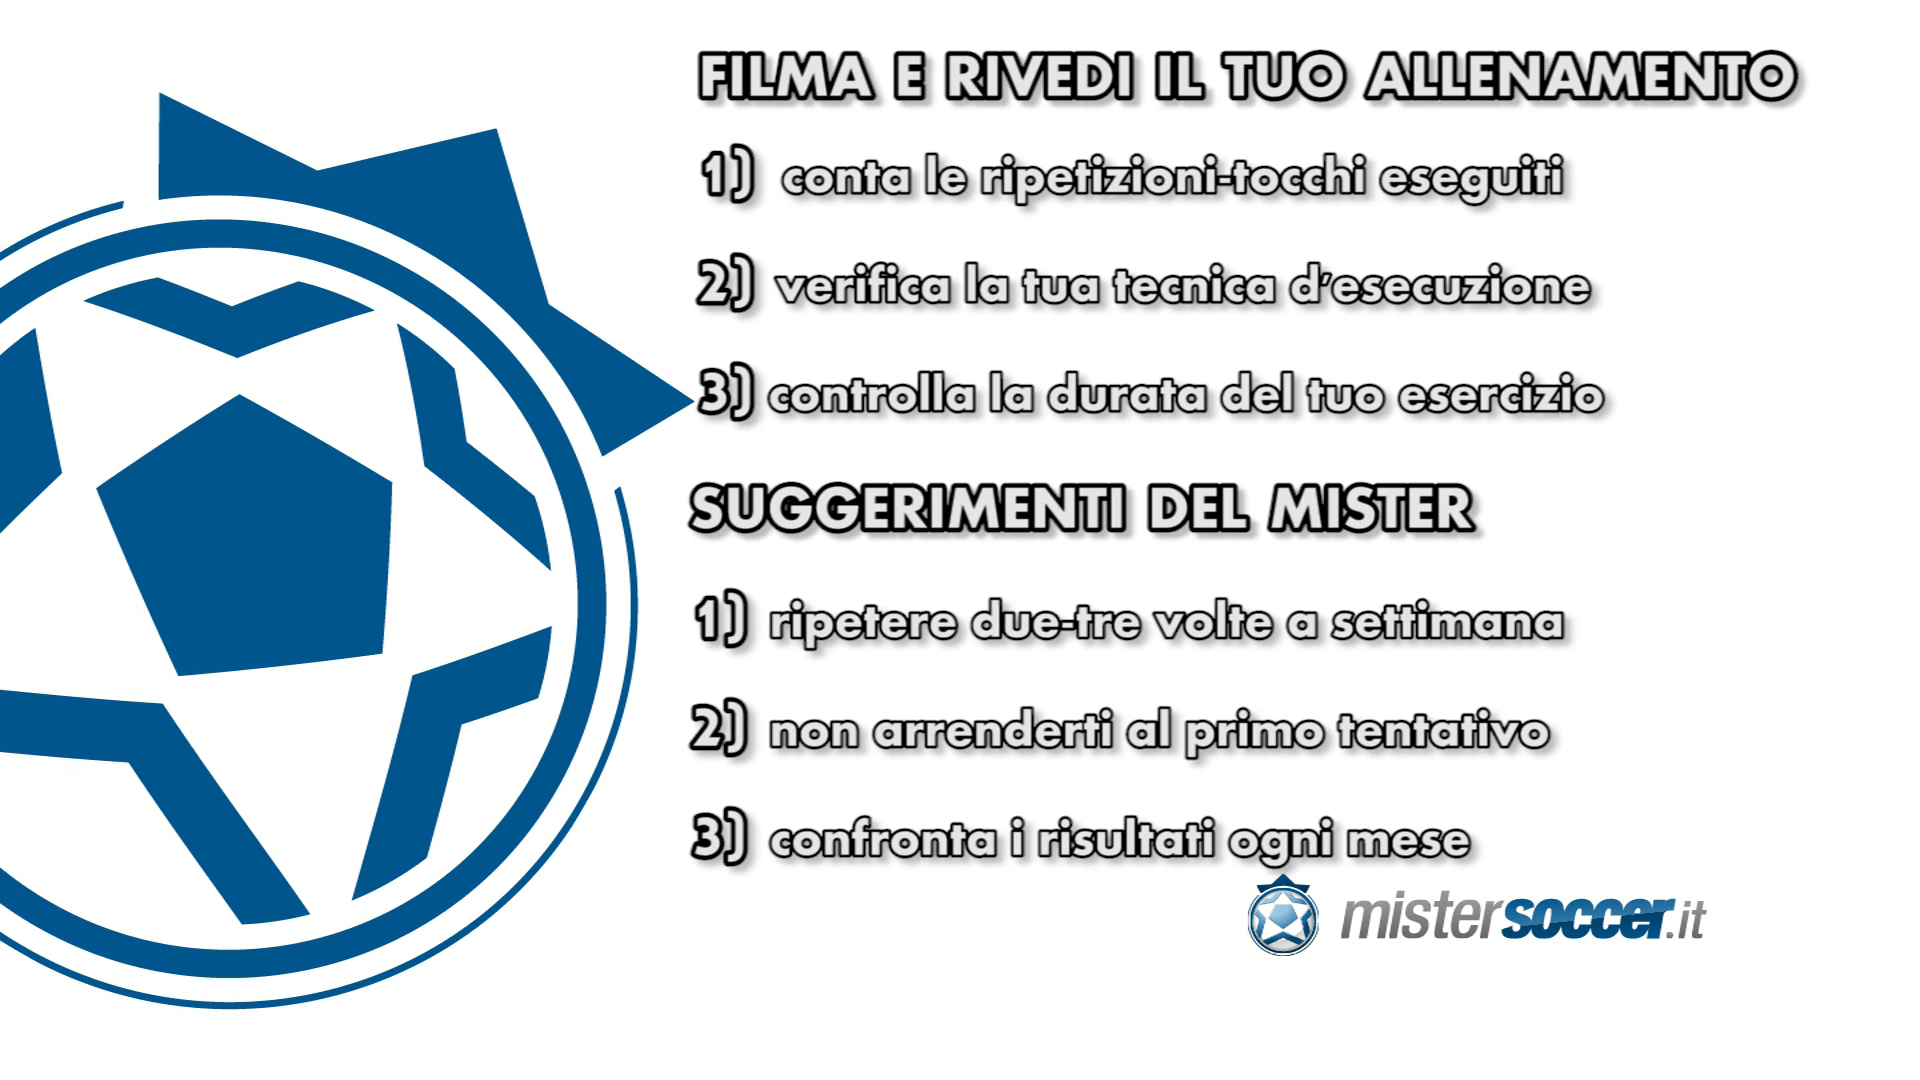 FILMA E RIVEDI IL TUO ALLENAMENTO
1) conta le ripetizioni-tocchi eseguiti
2) verifica la tua tecnica d'esecuzione
3) controlla la durata del tuo esercizio
SUGGERIMENTI DEL MISTER
1) ripetere due-tre volte a settimana
2) non arrenderti al primo tentativo
3) confronta i risultati ogni mese
mistersoccer.it